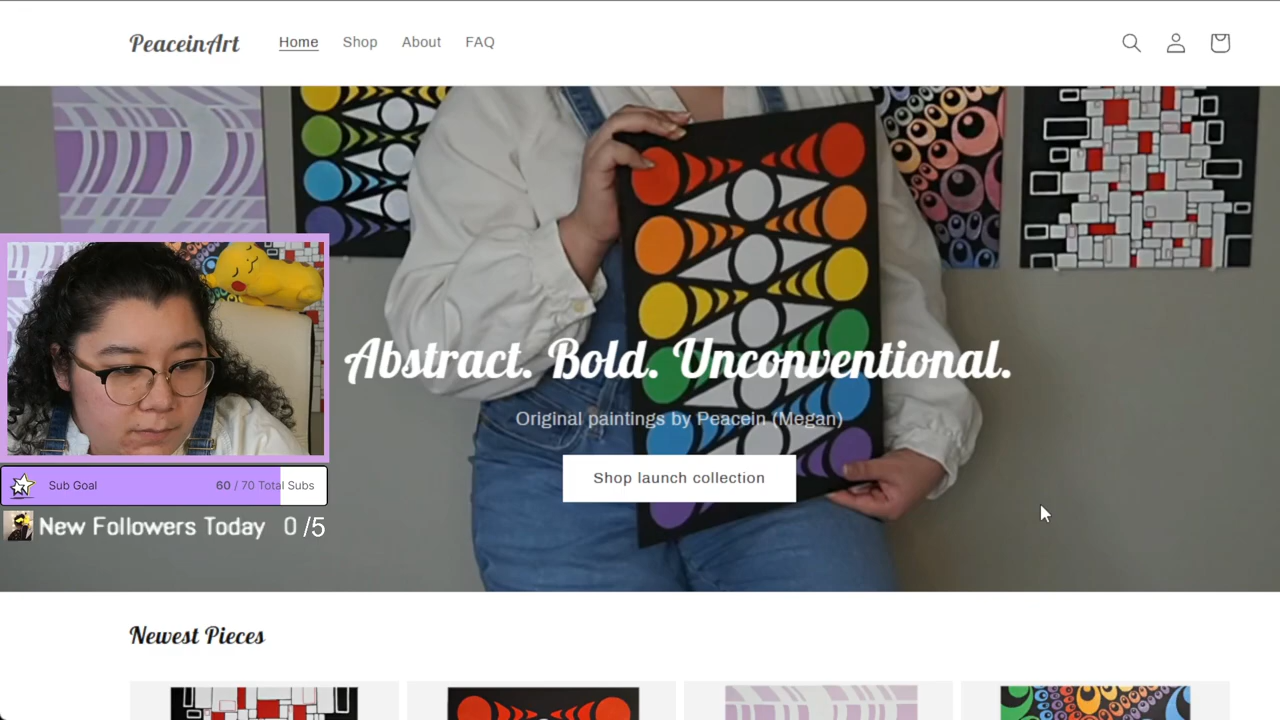 PeaceinArt
Home Shop About FAQ
Abstract. Bold. Unconventional.
Original paintings by Peacein (Megan)
Shop launch collection
Sub Goal 60 / 70 Total Subs
New Followers Today 0 /5
Newest Pieces